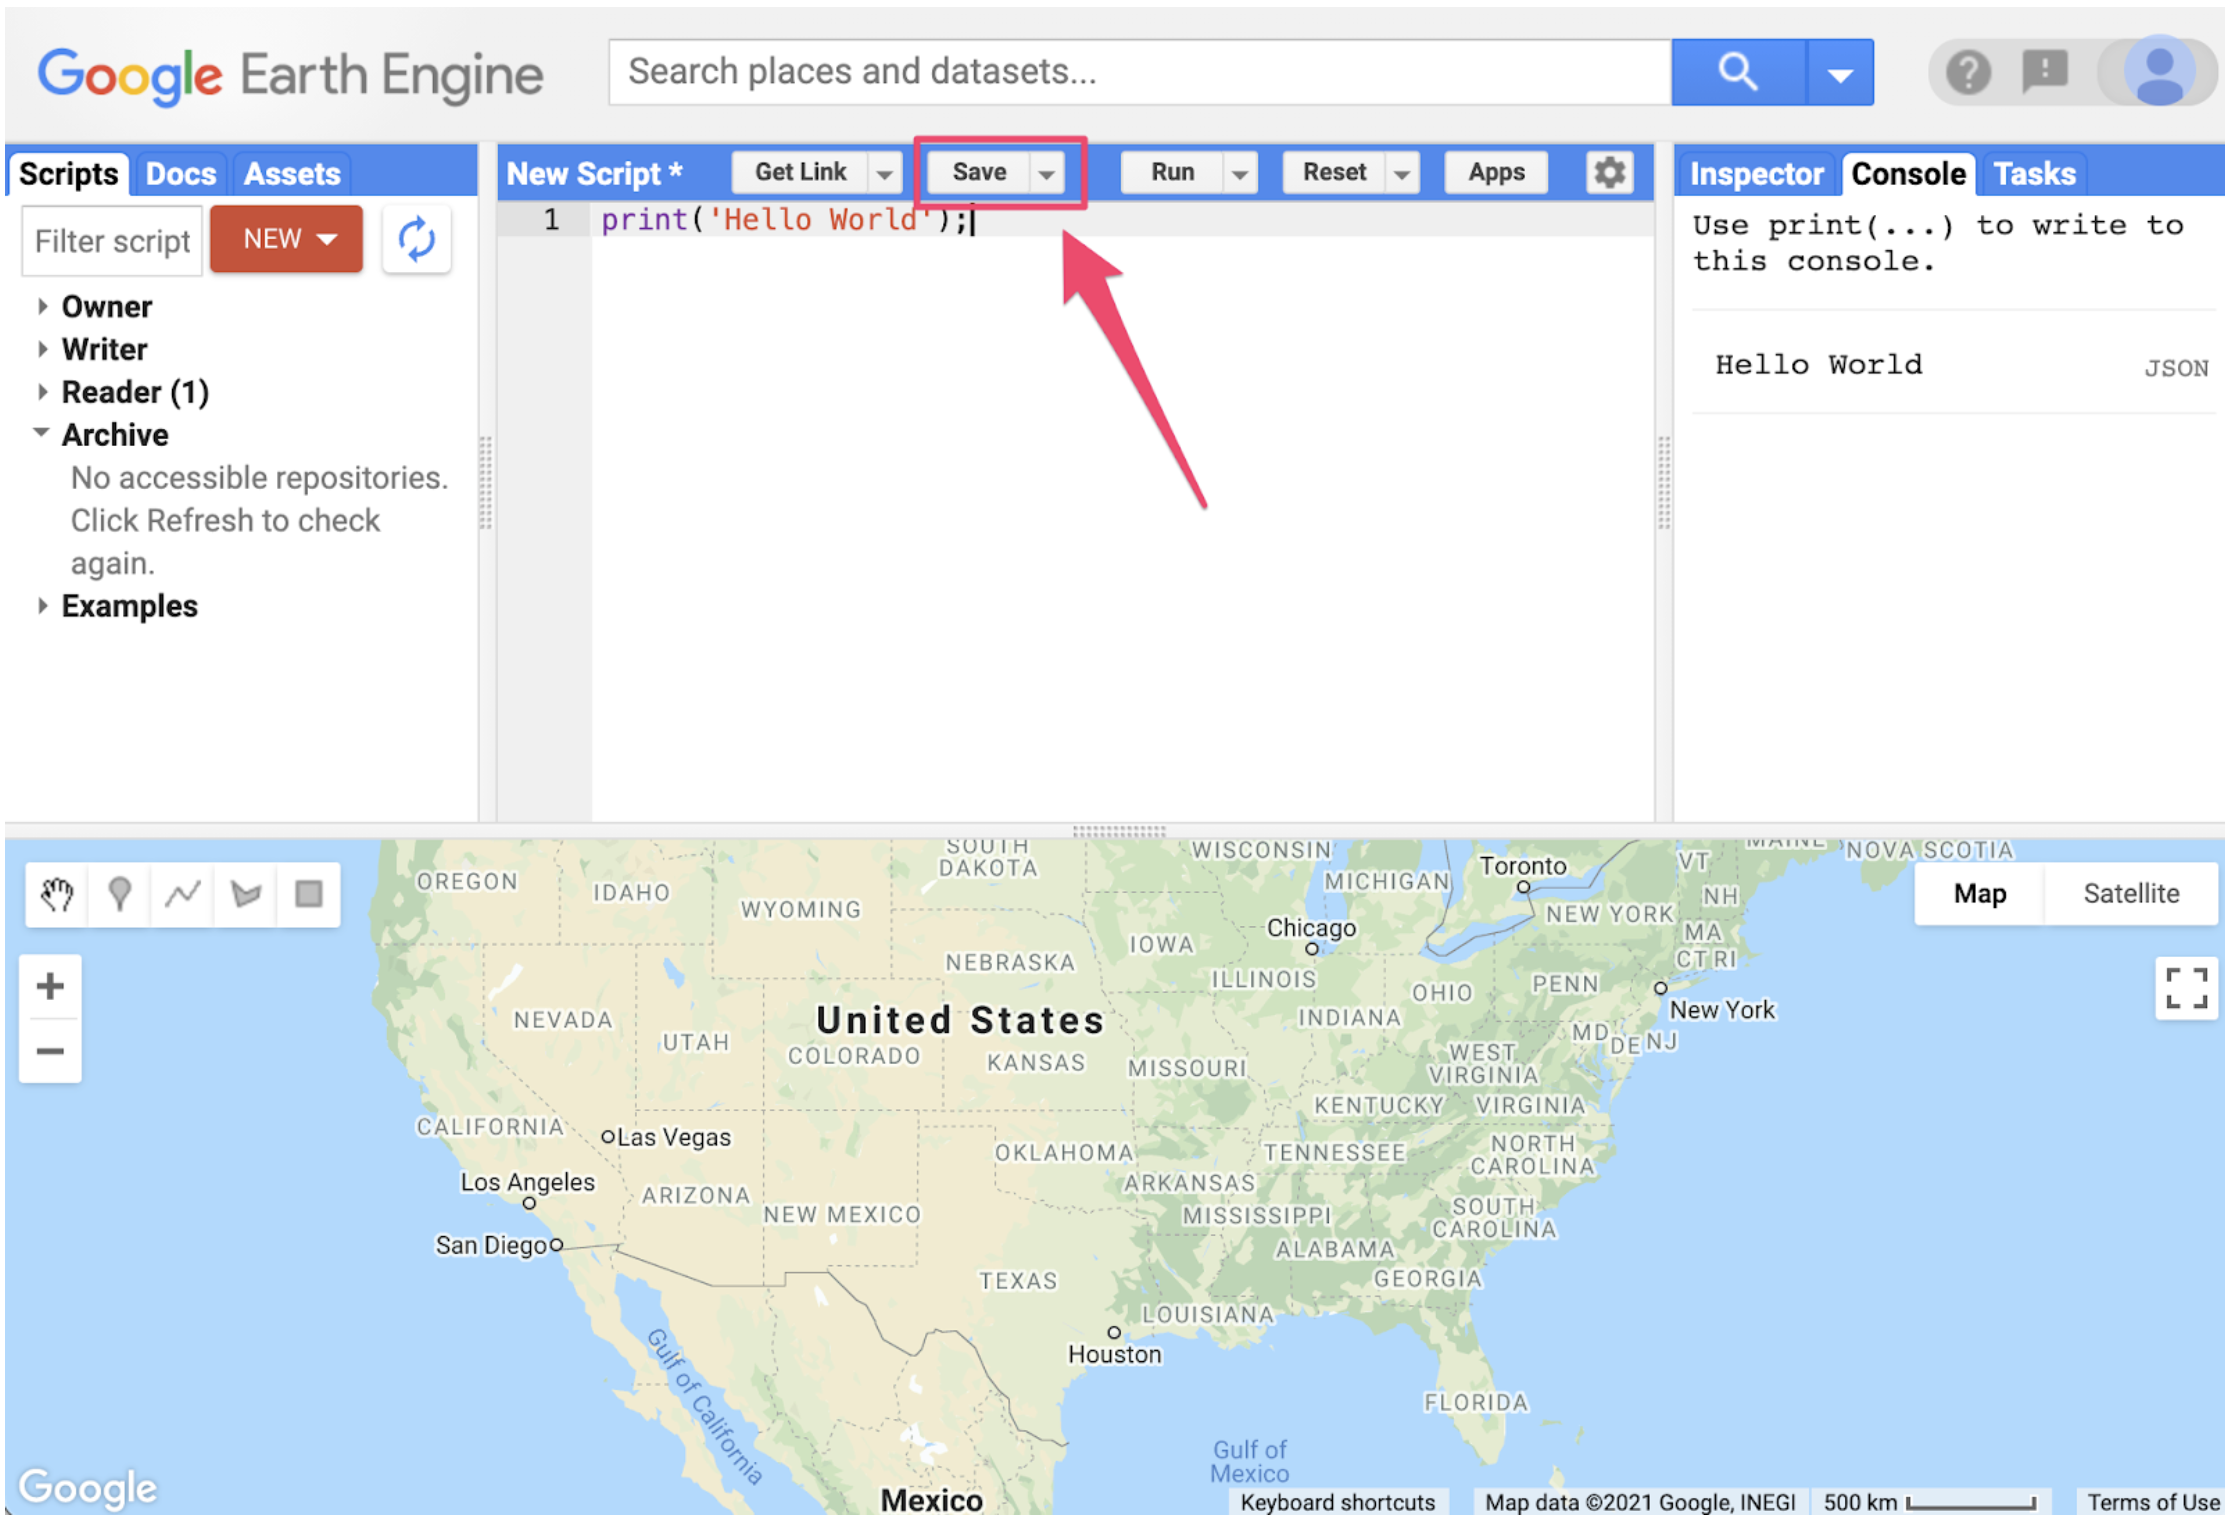 Google Earth Engine
Search places and datasets...
Scripts Docs Assets
New Script *
Get Link
Save
Run
Reset
Apps
Inspector Console Tasks
Filter script
NEW
Owner
Writer
Reader (1)
Archive
No accessible repositories.
Click Refresh to check
again.
Examples
1 print('Hello World');
Use print(...) to write to
this console.
Hello World JSON
Map Satellite
SOUTH
DAKOTA
WISCONSIN
MICHIGAN
Toronto
VT
MAINE
NOVA SCOTIA
OREGON
IDAHO
WYOMING
NH
NEW YORK
Chicago
IOWA
MA
CT RI
NEBRASKA
ILLINOIS
OHIO
PENN
New York
NEVADA
United States
INDIANA
MD
DE NJ
UTAH
COLORADO
KANSAS
MISSOURI
WEST
VIRGINIA
KENTUCKY
VIRGINIA
CALIFORNIA
Las Vegas
OKLAHOMA
TENNESSEE
NORTH
CAROLINA
Los Angeles
ARIZONA
ARKANSAS
NEW MEXICO
MISSISSIPPI
SOUTH
CAROLINA
San Diego
ALABAMA
TEXAS
GEORGIA
LOUISIANA
Houston
Gulf of California
FLORIDA
Gulf of
Mexico
Mexico
Google
Keyboard shortcuts
Map data ©2021 Google, INEGI
500 km
Terms of Use